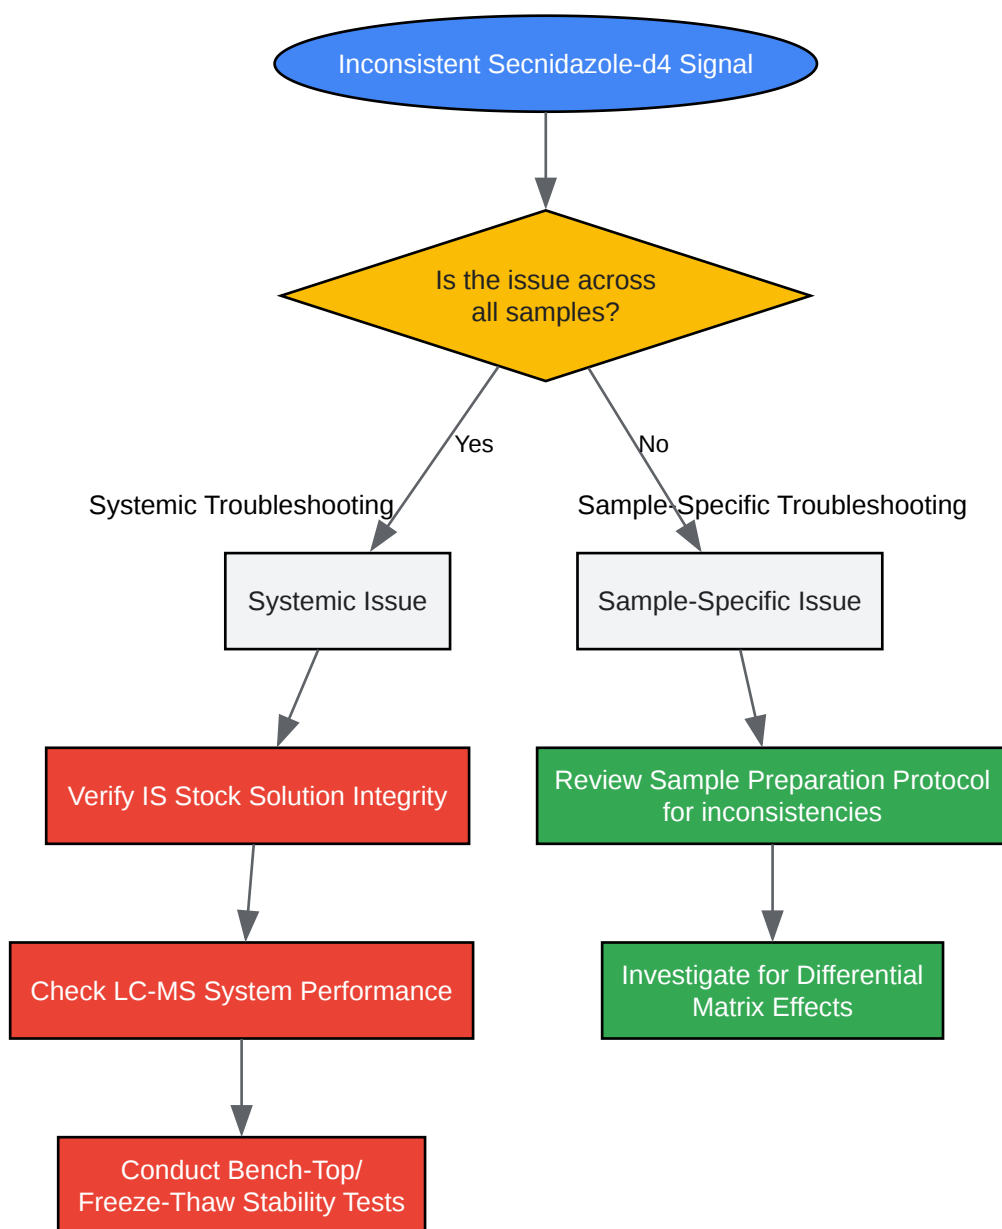 Inconsistent Secnidazole-d4 Signal
Is the issue across
all samples?
Yes
No
Systemic Troubleshooting
Sample-Specific Troubleshooting
Systemic Issue
Sample-Specific Issue
Verify IS Stock Solution Integrity
Review Sample Preparation Protocol
for inconsistencies
Check LC-MS System Performance
Investigate for Differential
Matrix Effects
Conduct Bench-Top/
Freeze-Thaw Stability Tests